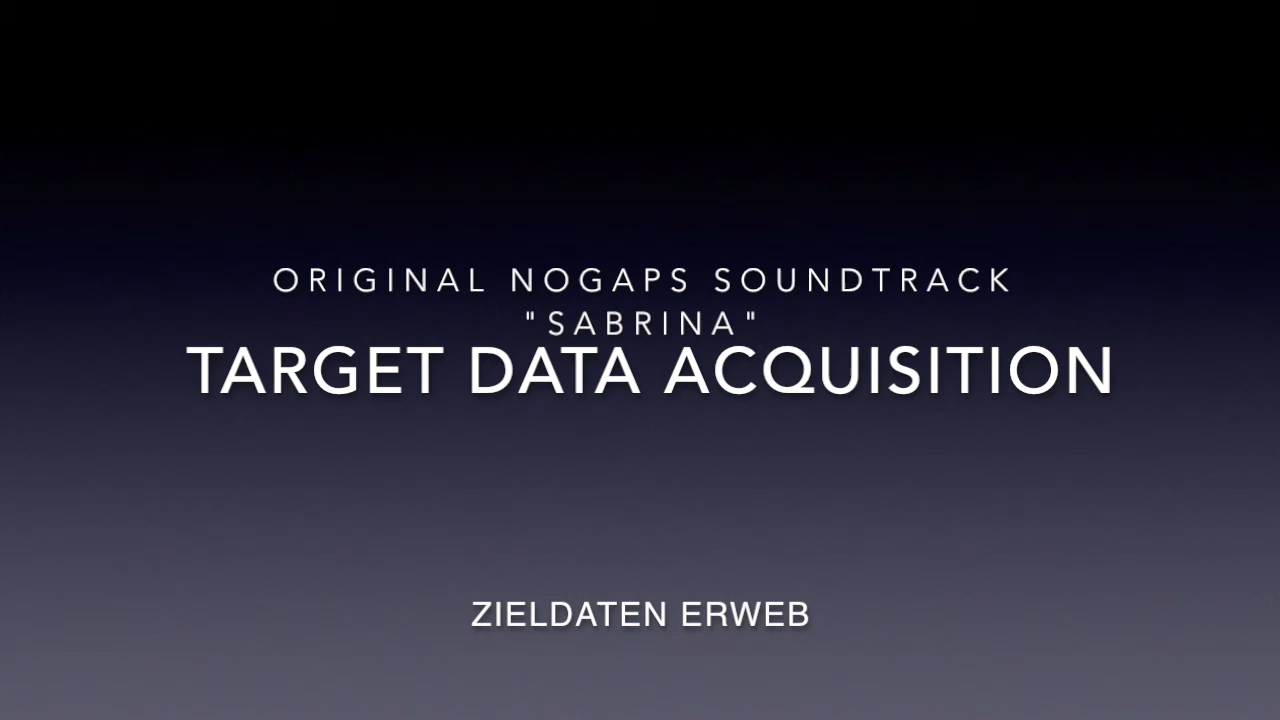 ORIGINAL NOGAPS SOUNDTRACK
"SABRINA"
TARGET DATA ACQUISITION
ZIELDATEN ERWEB